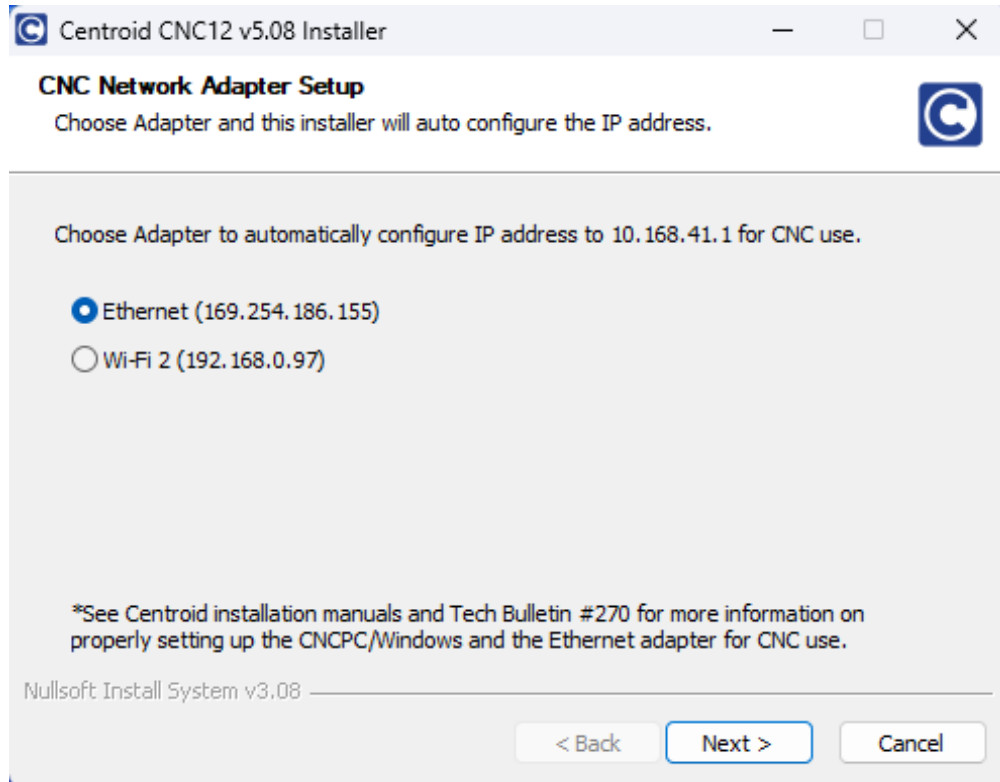 Centroid CNC12 v5.08 Installer
CNC Network Adapter Setup
Choose Adapter and this installer will auto configure the IP address.
Choose Adapter to automatically configure IP address to 10.168.41.1 for CNC use.
Ethernet (169.254.186.155)
Wi-Fi 2 (192.168.0.97)
*See Centroid installation manuals and Tech Bulletin #270 for more information on
properly setting up the CNCPC/Windows and the Ethernet adapter for CNC use.
Nullsoft Install System v3.08
< Back Next > Cancel